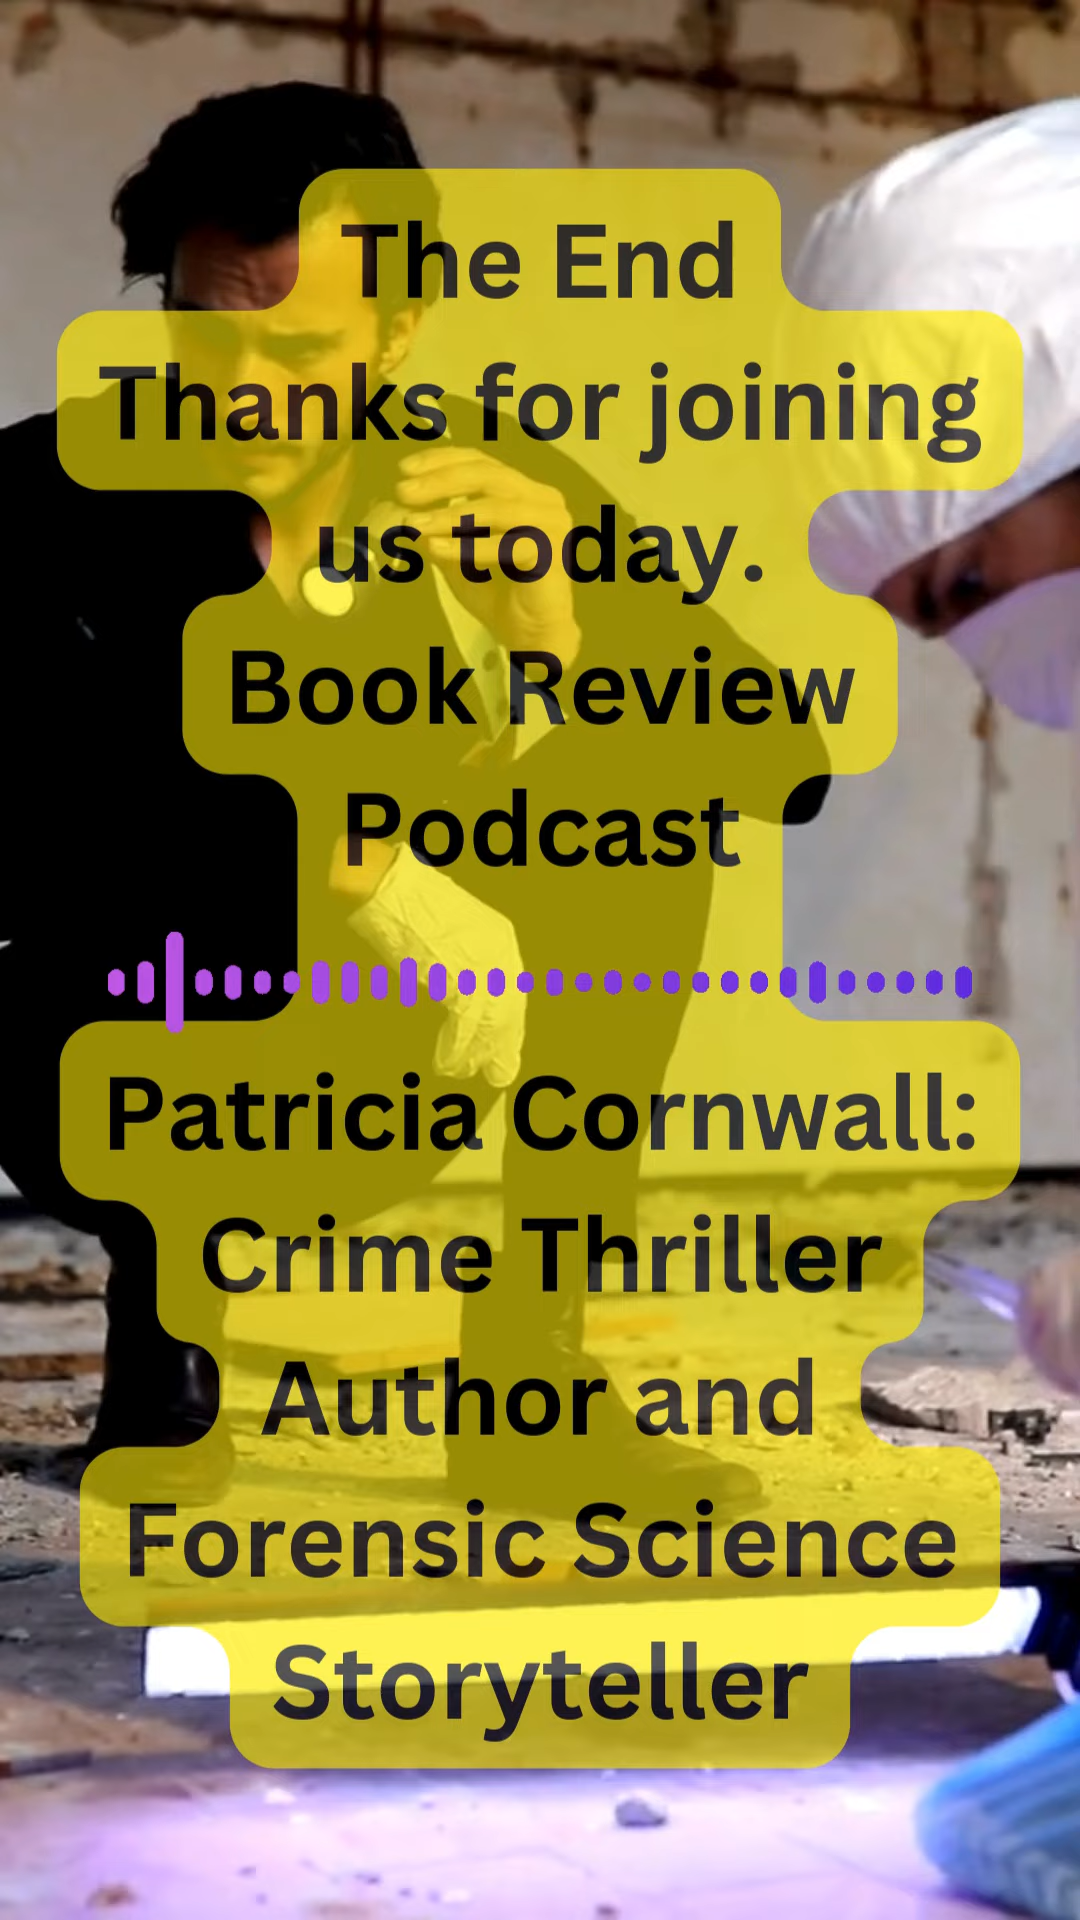 The End
Thanks for joining
us today.
Book Review
Podcast
Patricia Cornwall:
Crime Thriller
Author and
Forensic Science
Storyteller